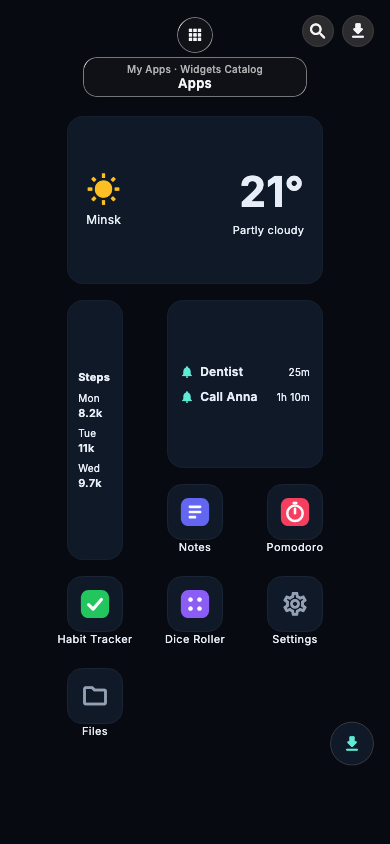 My Apps · Widgets Catalog
Apps
Minsk
21°
Partly cloudy
Steps
Mon
8.2k
Tue
11k
Wed
9.7k
Dentist 25m
Call Anna 1h 10m
Notes
Pomodoro
Habit Tracker
Dice Roller
Settings
Files